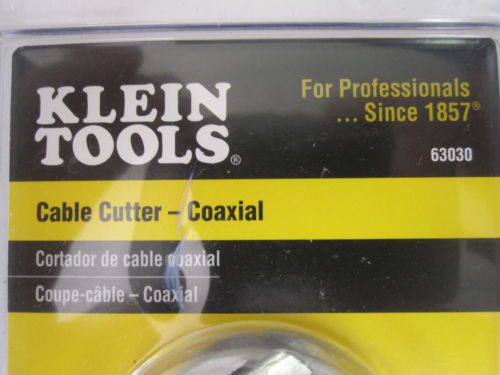 KLEIN
TOOLS®
For Professionals
... Since 1857®
63030
Cable Cutter – Coaxial
Cortador de cable coaxial
Coupe-câble – Coaxial